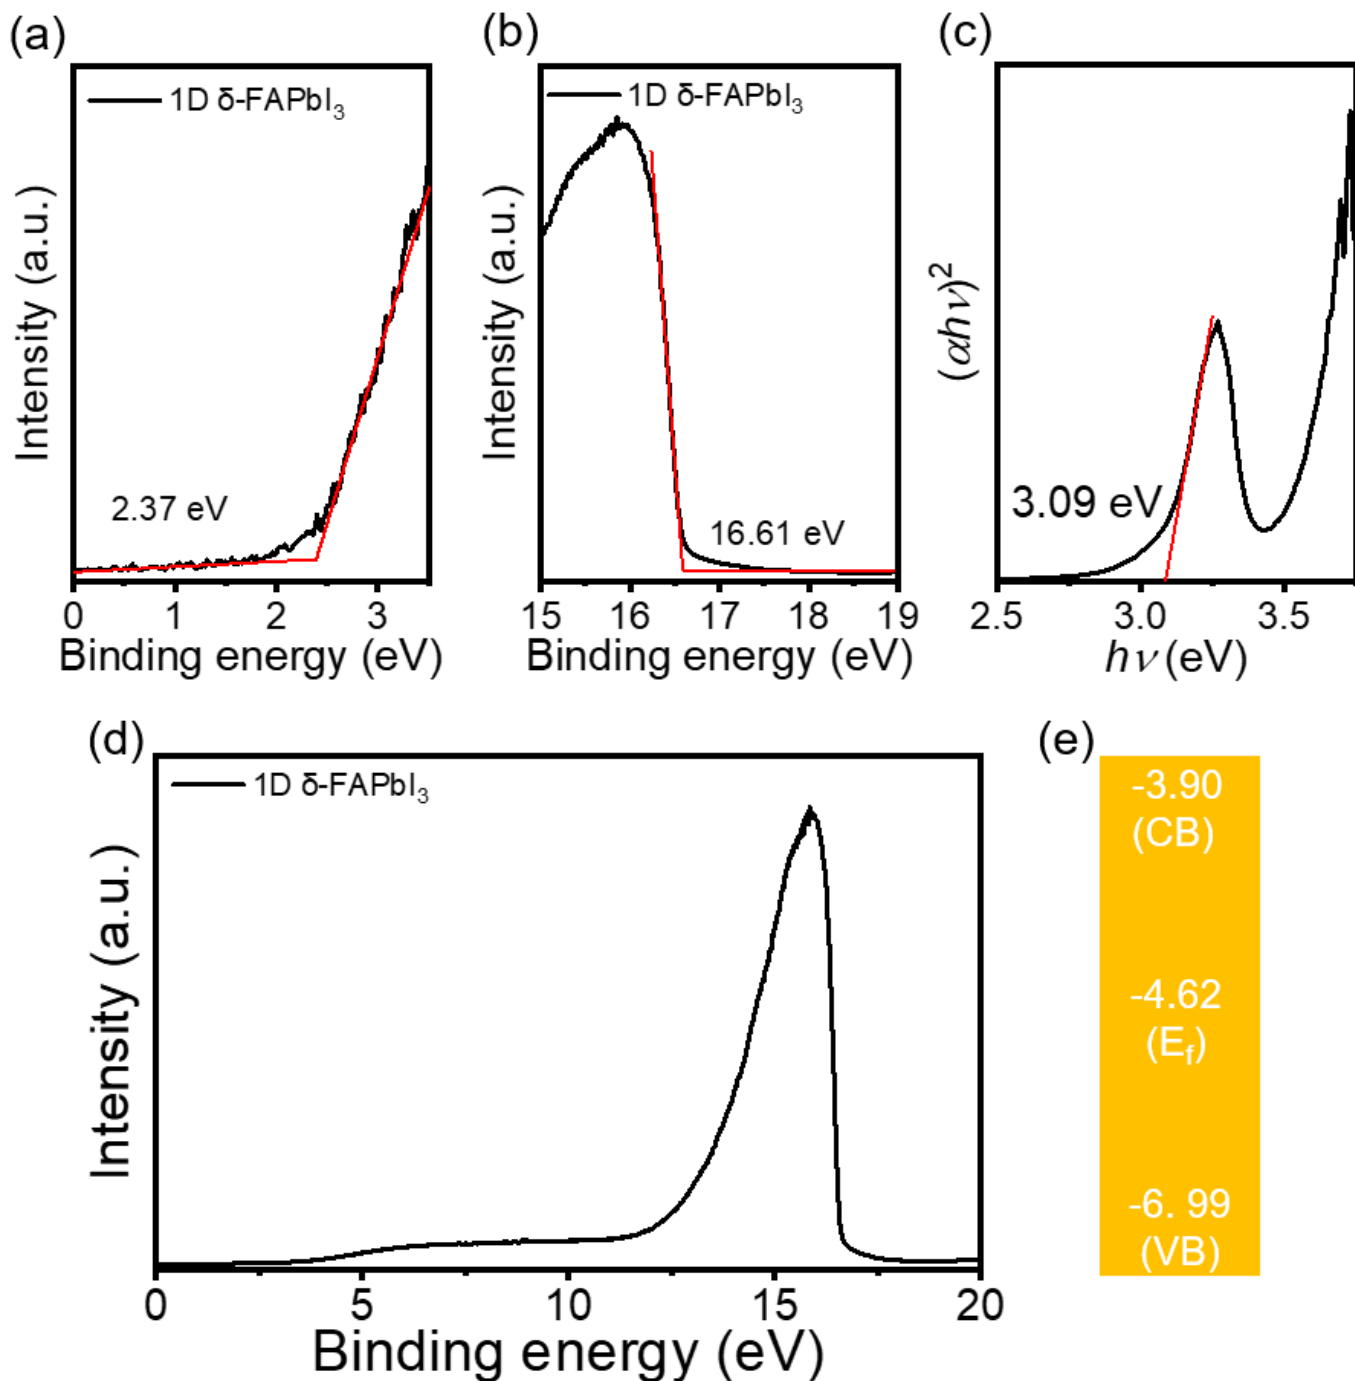 (a)
1D δ-FAPbI₃
Intensity (a.u.)
2.37 eV
0 1 2 3
Binding energy (eV)
(b)
1D δ-FAPbI₃
Intensity (a.u.)
16.61 eV
15 16 17 18 19
Binding energy (eV)
(c)
(αhν)²
3.09 eV
2.5 3.0 3.5
hν (eV)
(d)
1D δ-FAPbI₃
Intensity (a.u.)
0 5 10 15 20
Binding energy (eV)
(e)
-3.90
(CB)
-4.62
(E_f)
-6. 99
(VB)